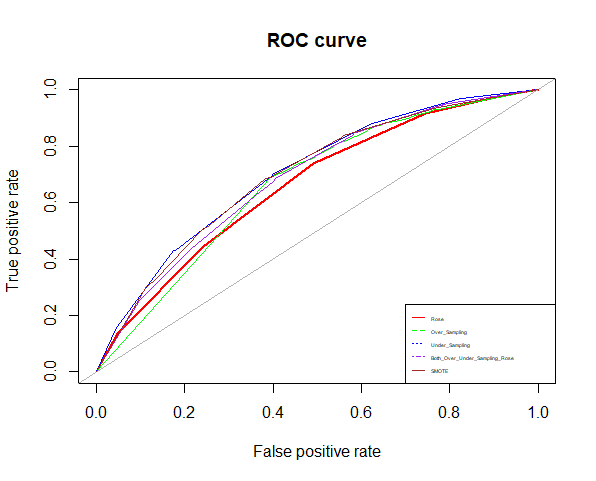 ROC curve
True positive rate
1.0
0.8
0.6
0.4
0.2
0.0
Rose
Over_Sampling
Under_Sampling
Both_Over_Under_Sampling_Rose
SMOTE
0.0 0.2 0.4 0.6 0.8 1.0
False positive rate